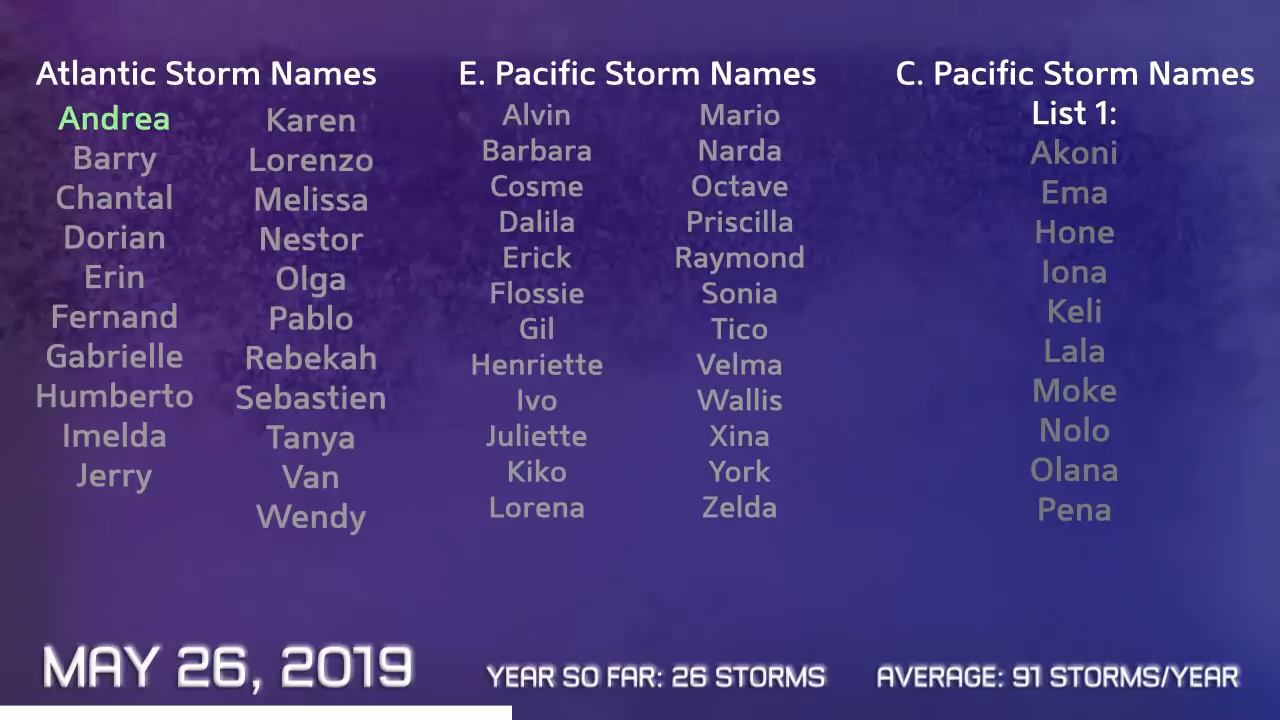 Atlantic Storm Names
Andrea
Barry
Chantal
Dorian
Erin
Fernand
Gabrielle
Humberto
Imelda
Jerry
Karen
Lorenzo
Melissa
Nestor
Olga
Pablo
Rebekah
Sebastien
Tanya
Van
Wendy
E. Pacific Storm Names
Alvin
Barbara
Cosme
Dalila
Erick
Flossie
Gil
Henriette
Ivo
Juliette
Kiko
Lorena
Mario
Narda
Octave
Priscilla
Raymond
Sonia
Tico
Velma
Wallis
Xina
York
Zelda
C. Pacific Storm Names
List 1:
Akoni
Ema
Hone
Iona
Keli
Lala
Moke
Nolo
Olana
Pena
MAY 26, 2019
YEAR SO FAR: 26 STORMS
AVERAGE: 91 STORMS/YEAR